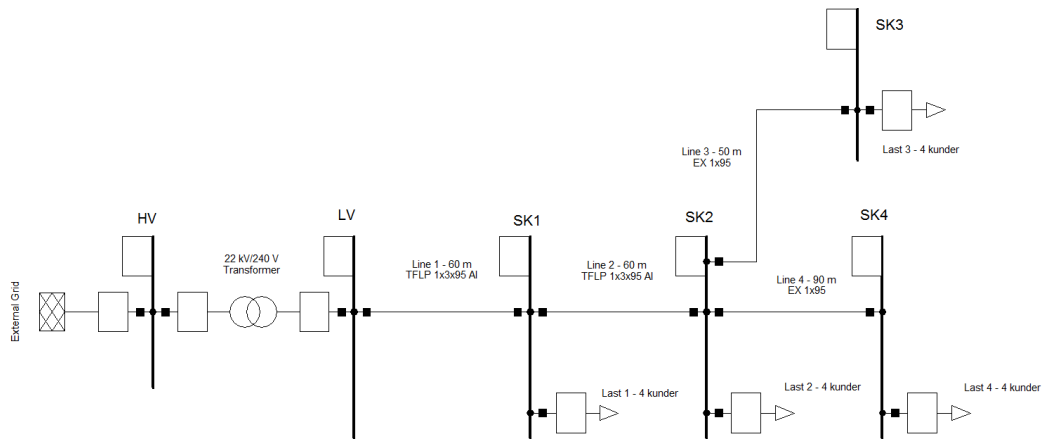 SK3
Line 3 - 50 m
EX 1x95
Last 3 - 4 kunder
HV
LV
SK1
SK2
SK4
22 kV/240 V
Transformer
Line 1 - 60 m
TFLP 1x3x95 Al
Line 2 - 60 m
TFLP 1x3x95 Al
Line 4 - 90 m
EX 1x95
External Grid
Last 1 - 4 kunder
Last 2 - 4 kunder
Last 4 - 4 kunder